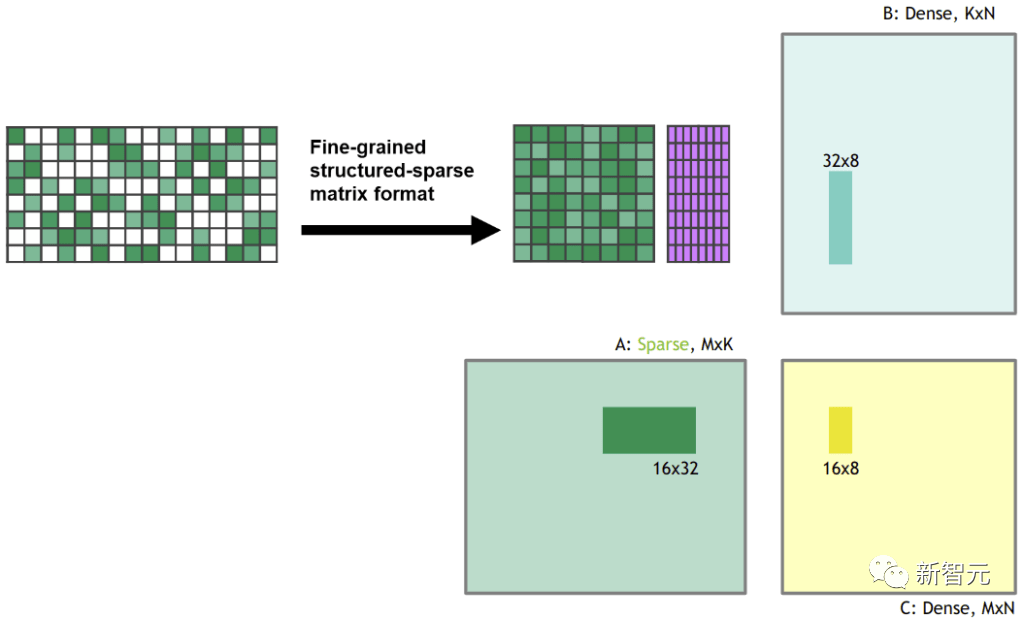 B: Dense, KxN
Fine-grained
structured-sparse
matrix format
32x8
A: Sparse, MxK
16x32
16x8
新智元
C: Dense, MxN